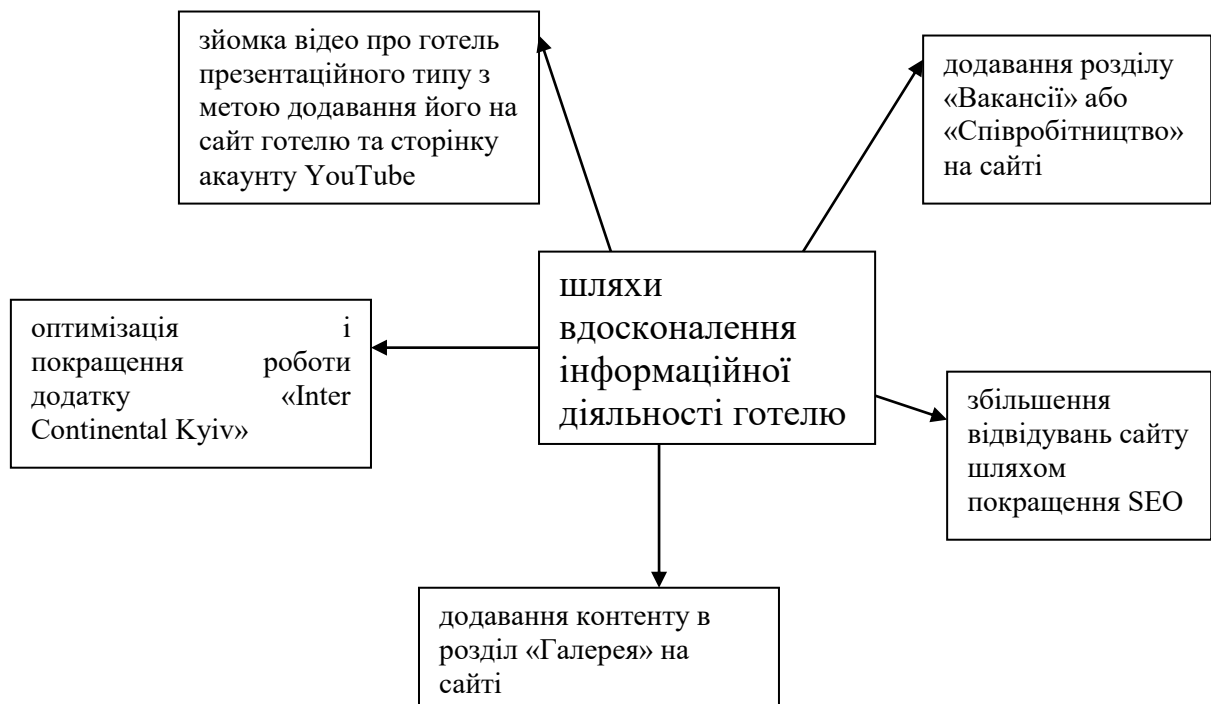 зйомка відео про готель
презентаційного типу з
метою додавання його на
сайт готелю та сторінку
акаунту YouTube
додавання розділу
«Вакансії» або
«Співробітництво»
на сайті
шляхи
вдосконалення
інформаційної
діяльності готелю
оптимізація і
покращення роботи
додатку «Inter
Continental Kyiv»
збільшення
відвідувань сайту
шляхом
покращення SEO
додавання контенту в
розділ «Галерея» на
сайті